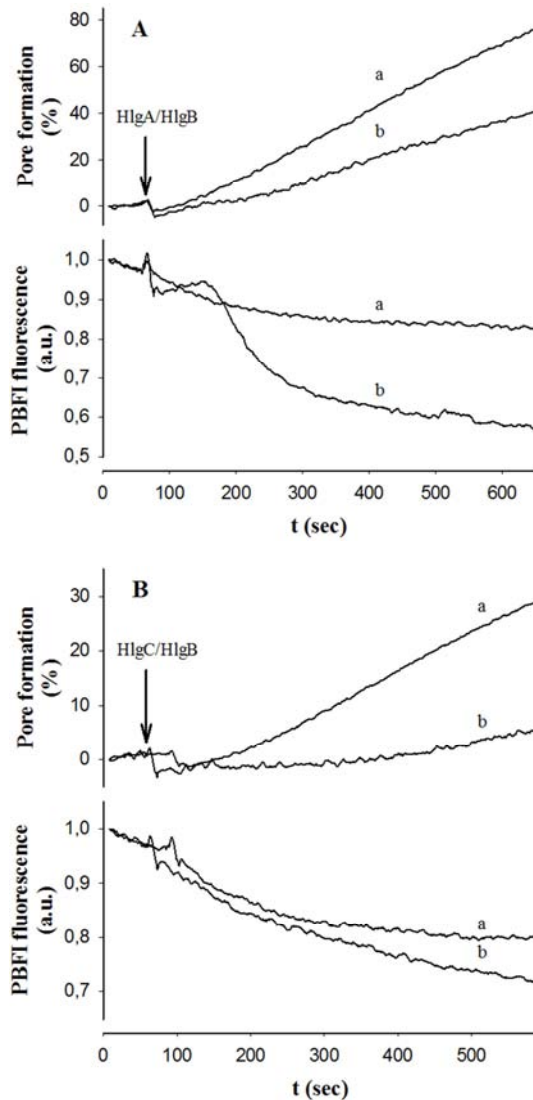 A
80
60
40
20
0
Pore formation
(%)
HlgA/HlgB
a
b
1,0
0,9
0,8
0,7
0,6
0,5
PBFI fluorescence
(a.u.)
a
b
0 100 200 300 400 500 600
t (sec)
B
30
20
10
0
Pore formation
(%)
HlgC/HlgB
a
b
1,0
0,9
0,8
0,7
PBFI fluorescence
(a.u.)
a
b
0 100 200 300 400 500
t (sec)